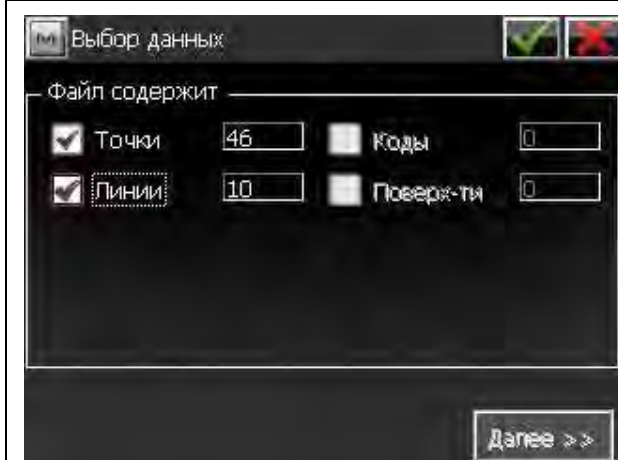 Выбор данных
Файл содержит
Точки 46 Коды 0
Линии 10 Поверх-ти 0
Далее >>